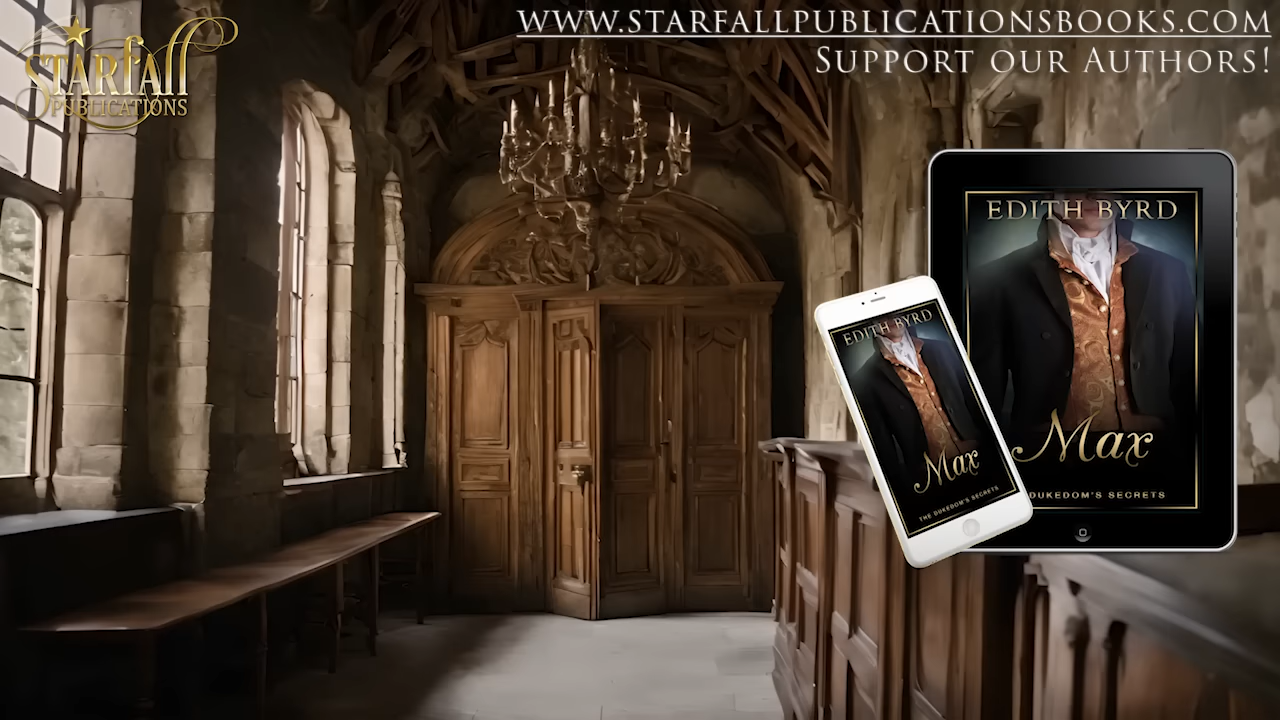 STARfall
PUBLICATIONS
WWW.STARFALLPUBLICATIONSBOOKS.COM
SUPPORT OUR AUTHORS!
EDITH BYRD
Max
DUKEDOM'S SECRETS
EDITH BYRD
Max
THE DUKEDOM'S SECRETS